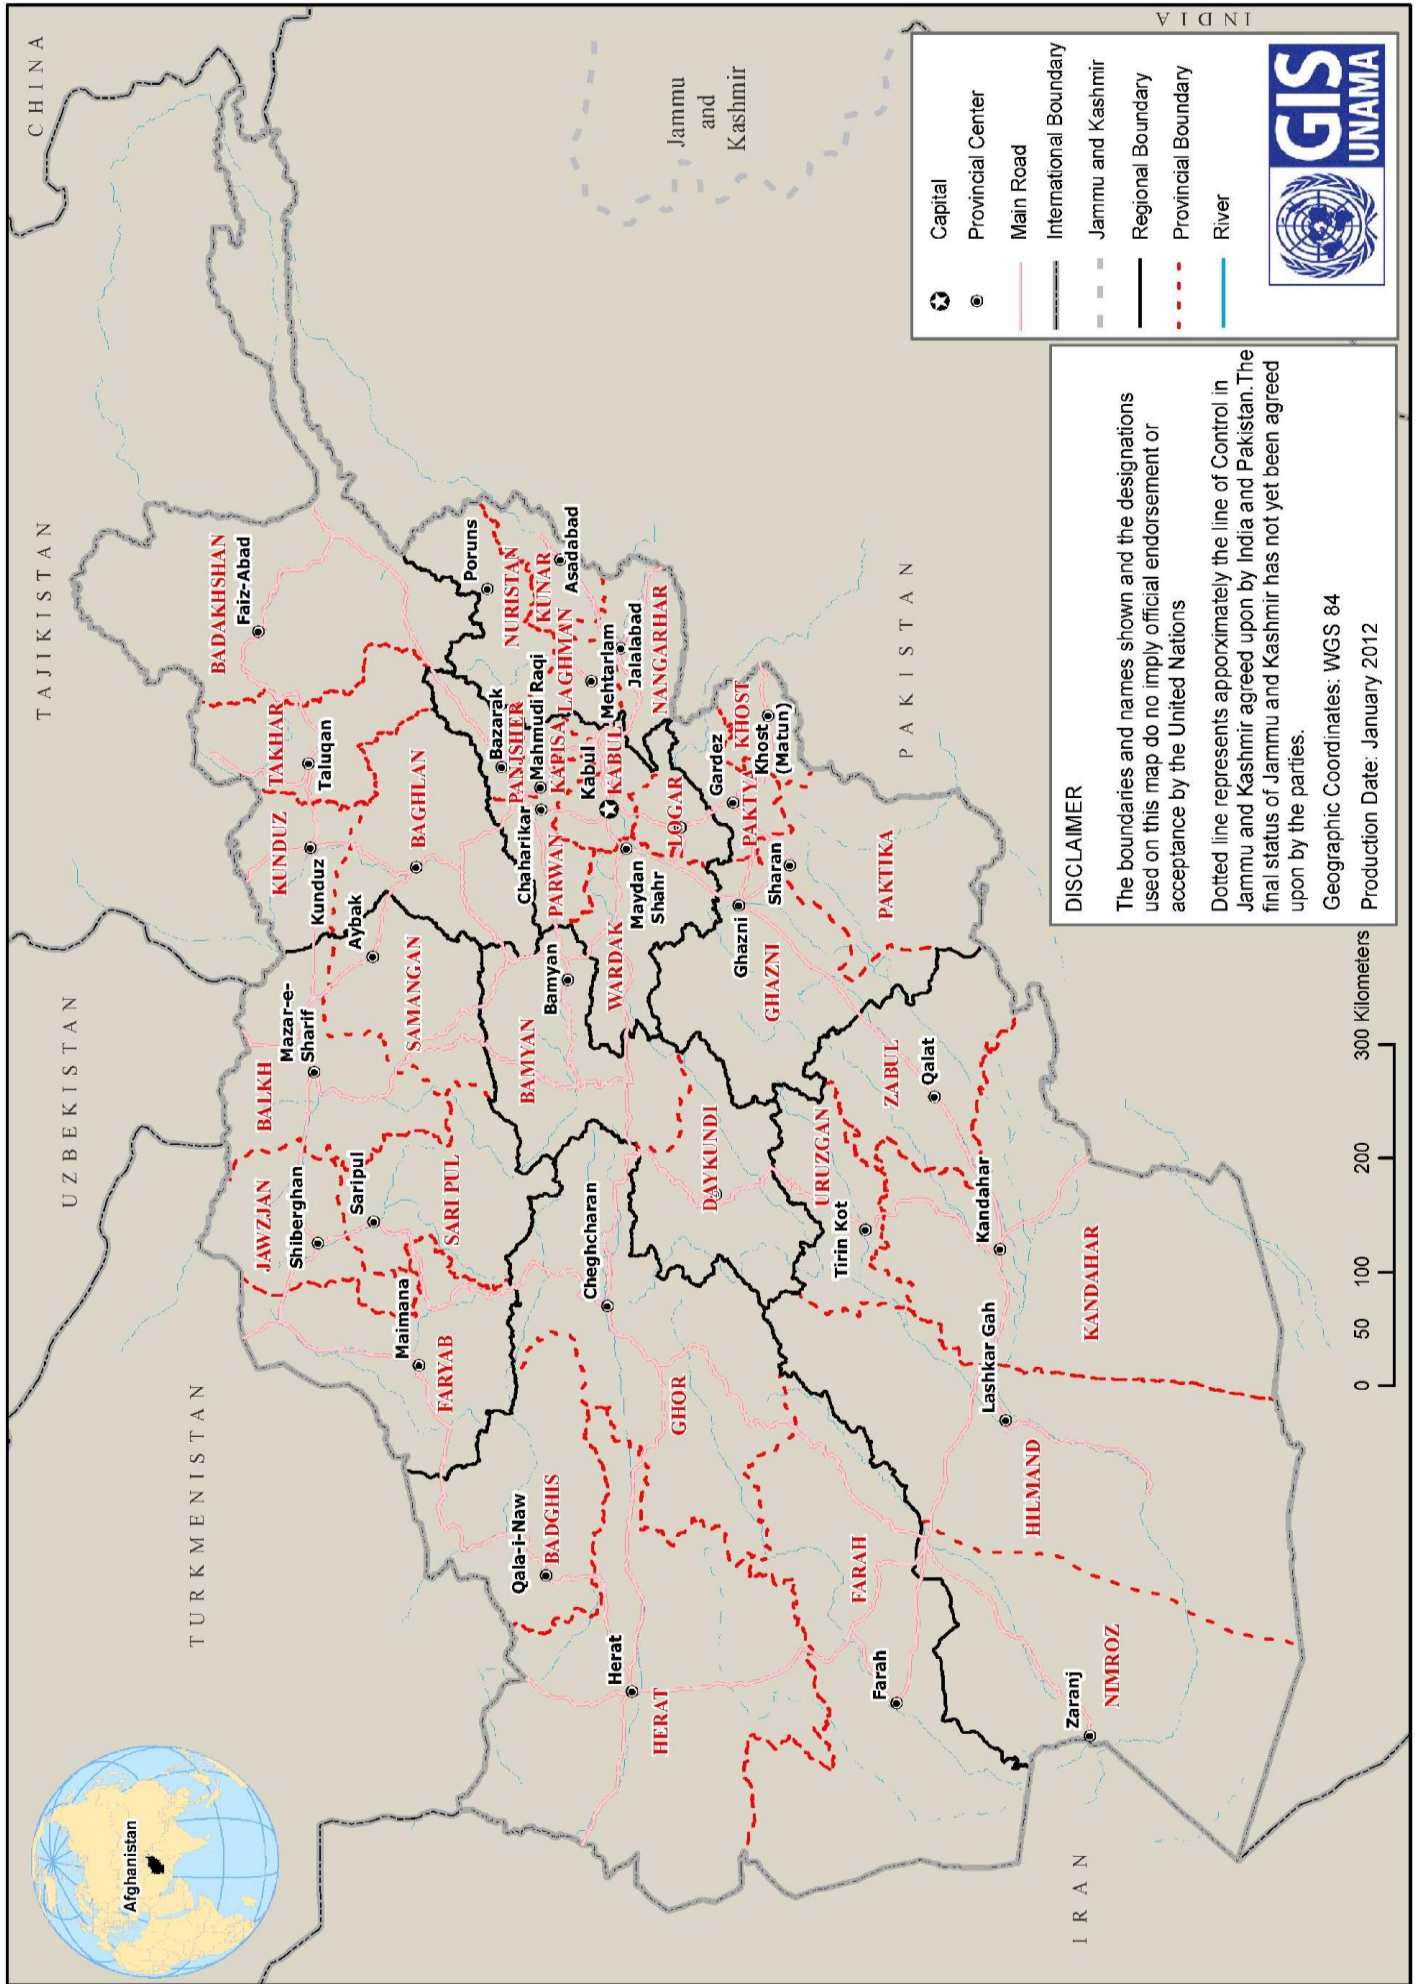 CHINA
TAJIKISTAN
UZBEKISTAN
TURKMENISTAN
IRAN
PAKISTAN
INDIA
Jammu
and
Kashmir
Afghanistan
BADAKHSHAN
Faiz-Abad
TAKHAR
Taluqan
KUNDUZ
Kunduz
BAGHLAN
Aybak
SAMANGAN
Mazar-e-
Sharif
BALKH
JAWZJAN
Shiberghan
Saripul
SARI PUL
Maimana
FARYAB
Qala-i-Naw
BADGHIS
Herat
HERAT
Cheghcharan
GHOR
Farah
FARAH
Zaranj
NIMROZ
Lashkar Gah
HILMAND
Kandahar
KANDAHAR
Tirin Kot
URUZGAN
DAYKUNDI
Qalat
ZABUL
Bamyan
BAMYAN
WARDAK
Maydan
Shahr
Ghazni
GHAZNI
Sharan
PAKTIKA
Gardez
PAKTYA
KHOST
Khost
(Matun)
LOGAR
Kabul
KABUL
Chaharikar
PARWAN
Mahmudi Raqi
KAPISA
Bazarak
PANJSHER
Mehtarlam
LAGHMAN
Jalalabad
NANGARHAR
Asadabad
KUNAR
Poruns
NURISTAN
Capital
Provincial Center
Main Road
International Boundary
Jammu and Kashmir
Regional Boundary
Provincial Boundary
River
GIS
UNAMA
DISCLAIMER
The boundaries and names shown and the designations
used on this map do no imply official endorsement or
acceptance by the United Nations
Dotted line represents apporximately the line of Control in
Jammu and Kashmir agreed upon by India and Pakistan.The
final status of Jammu and Kashmir has not yet been agreed
upon by the parties.
Geographic Coordinates: WGS 84
Production Date: January 2012
0 50 100 200 300 Kilometers